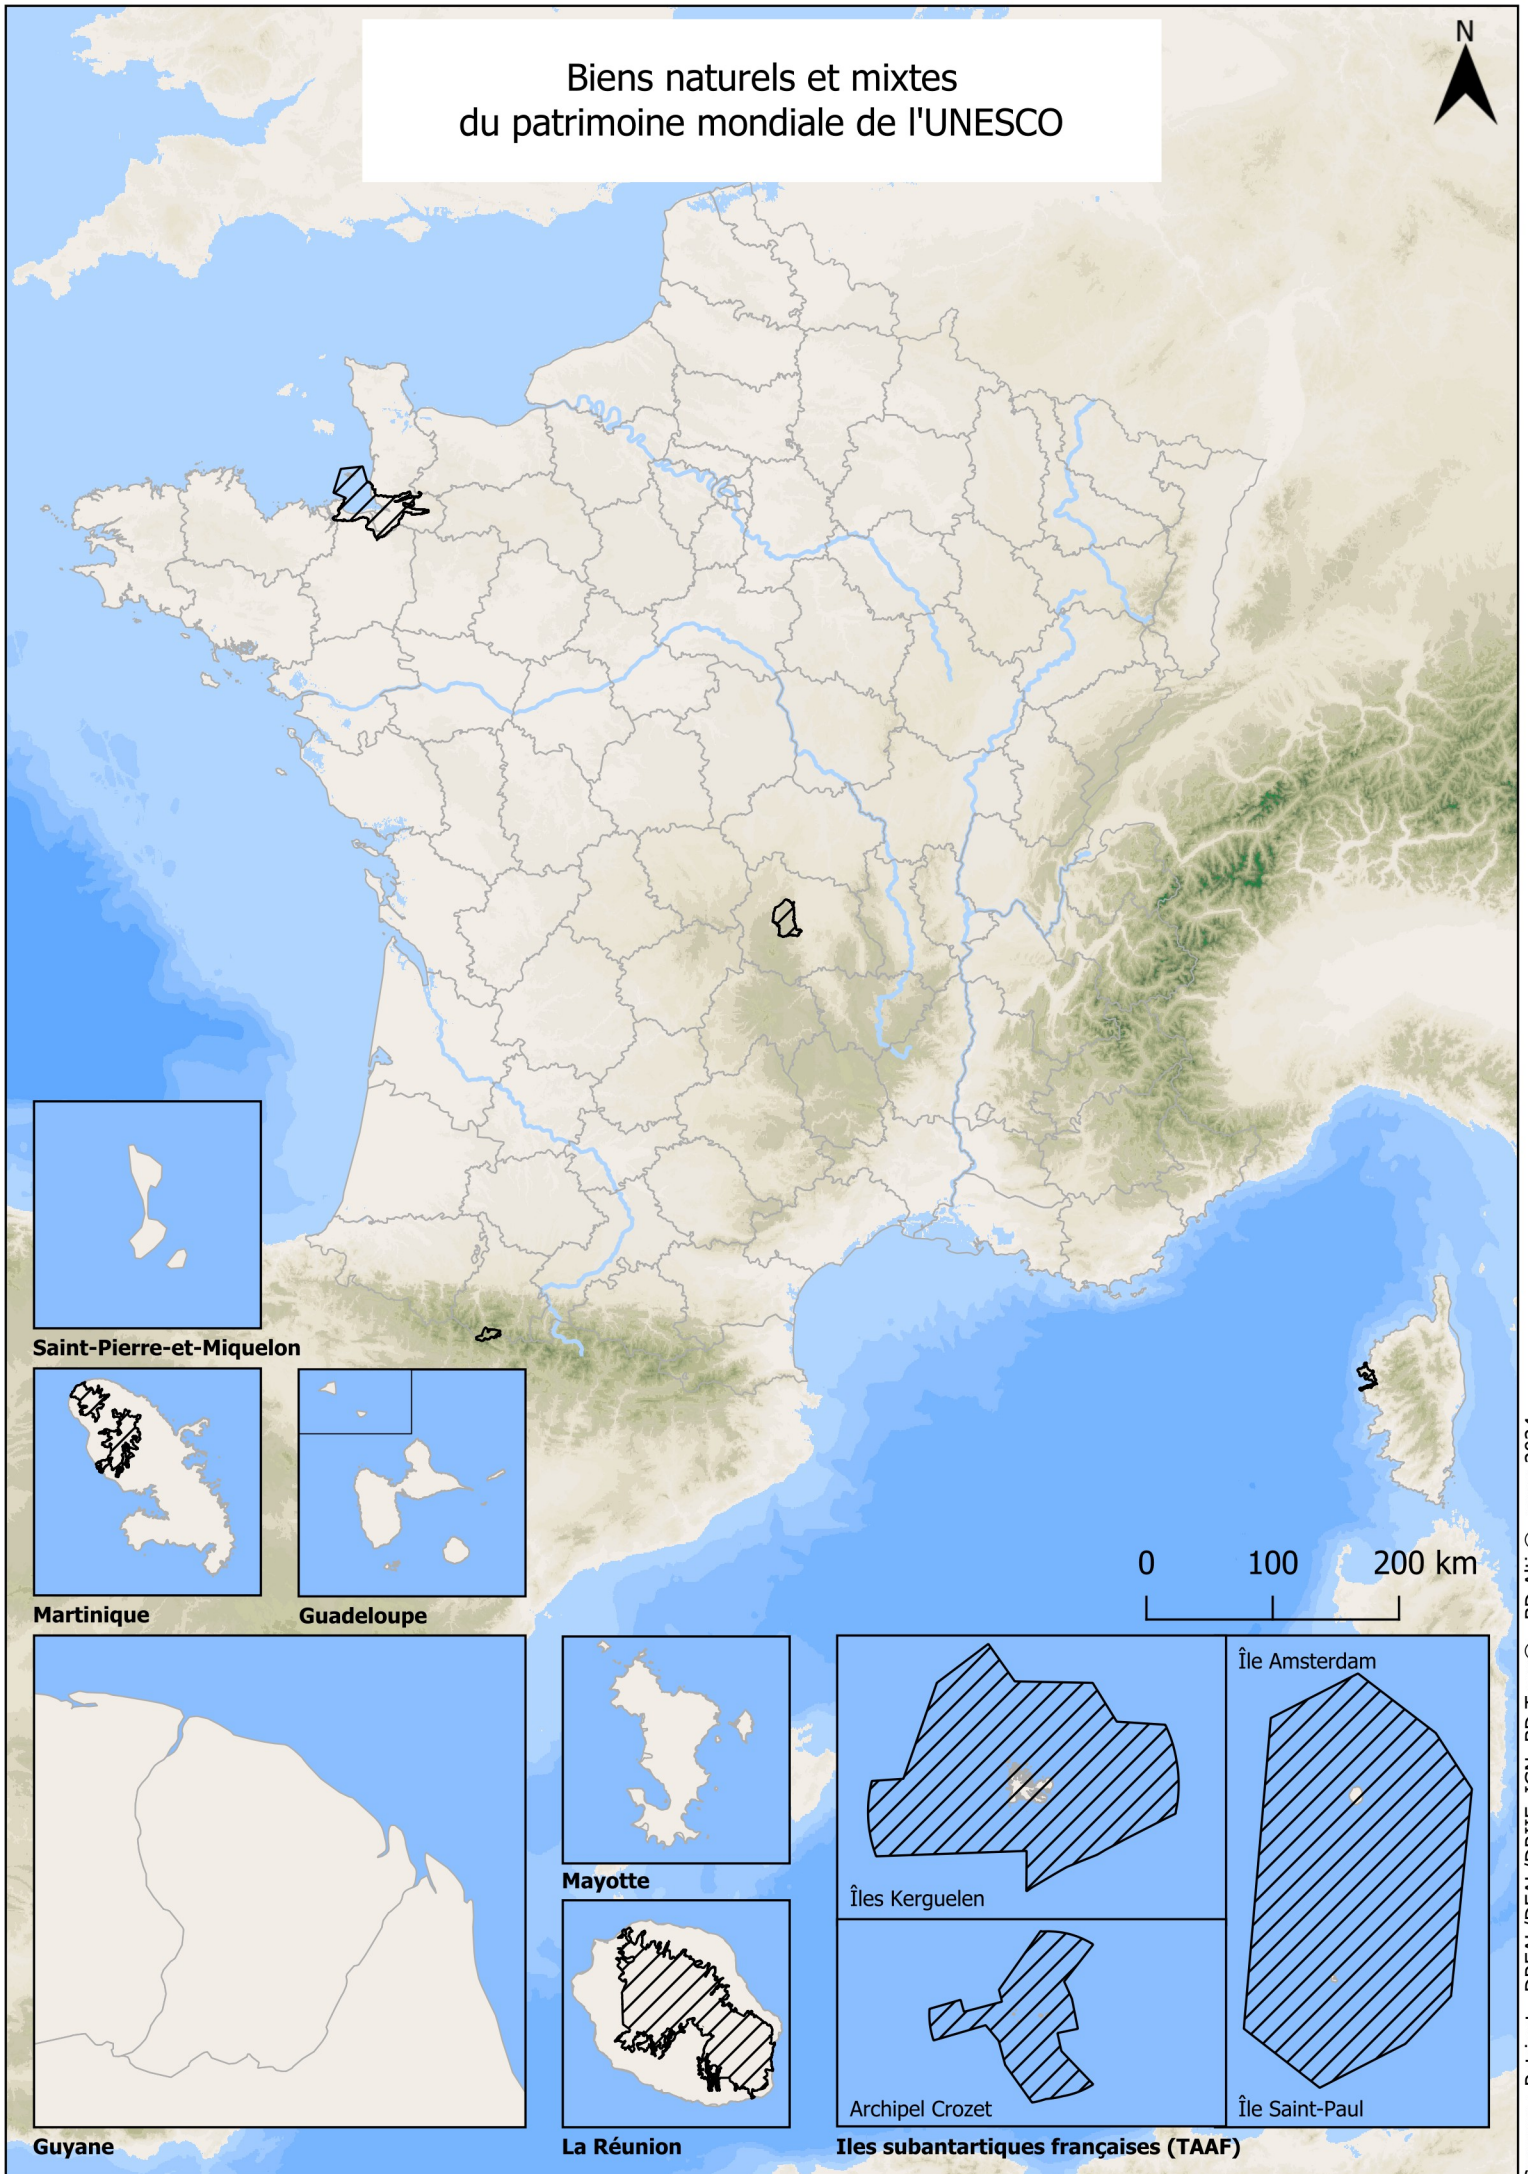 Biens naturels et mixtes
du patrimoine mondiale de l'UNESCO
N
Saint-Pierre-et-Miquelon
Martinique
Guadeloupe
0 100 200 km
Île Amsterdam
Îles Kerguelen
Mayotte
Archipel Crozet
Île Saint-Paul
Guyane
La Réunion
Iles subantartiques françaises (TAAF)